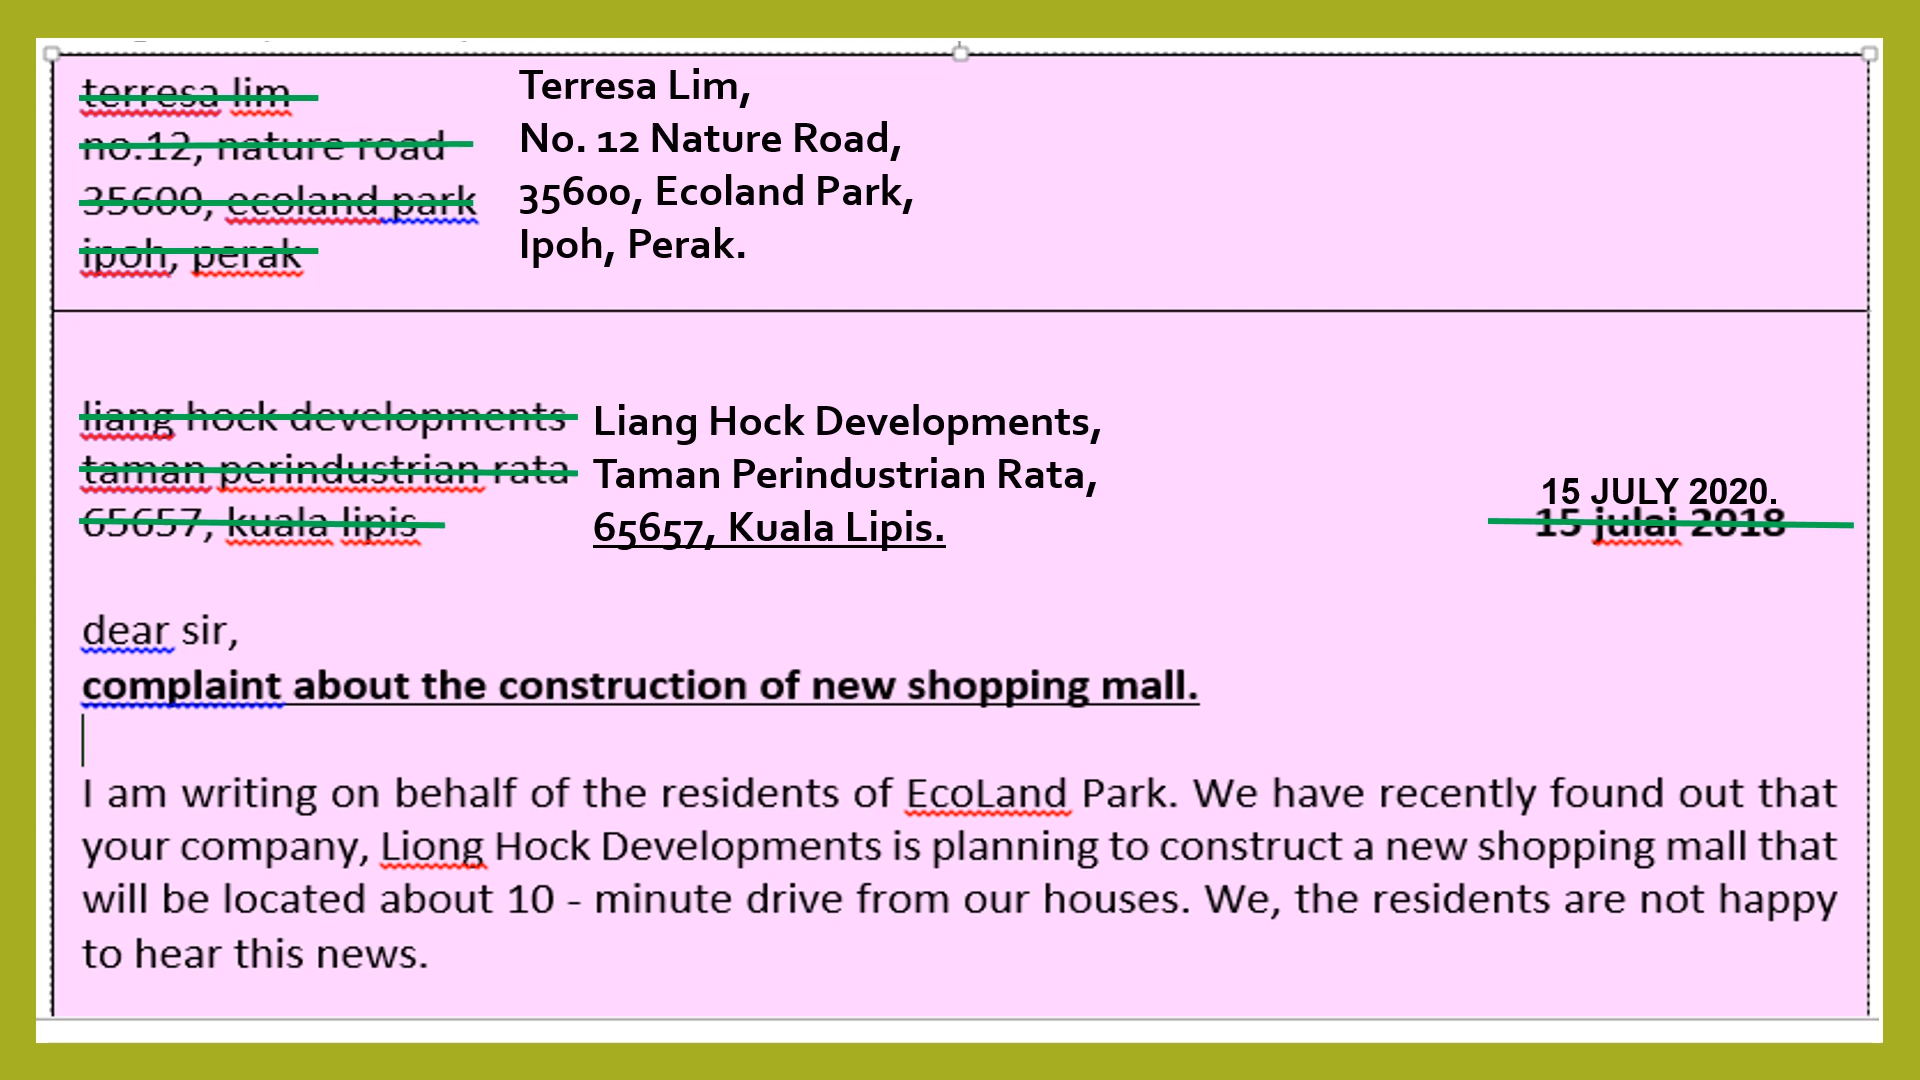 terresa lim
no.12, nature road
35600, ecoland park
ipoh, perak
Terresa Lim,
No. 12 Nature Road,
35600, Ecoland Park,
Ipoh, Perak.
liang hock developments
taman perindustrian rata
65657, kuala lipis
Liang Hock Developments,
Taman Perindustrian Rata,
65657, Kuala Lipis.
15 JULY 2020.
15 julai 2018
dear sir,
complaint about the construction of new shopping mall.
I am writing on behalf of the residents of EcoLand Park. We have recently found out that
your company, Liong Hock Developments is planning to construct a new shopping mall that
will be located about 10 - minute drive from our houses. We, the residents are not happy
to hear this news.